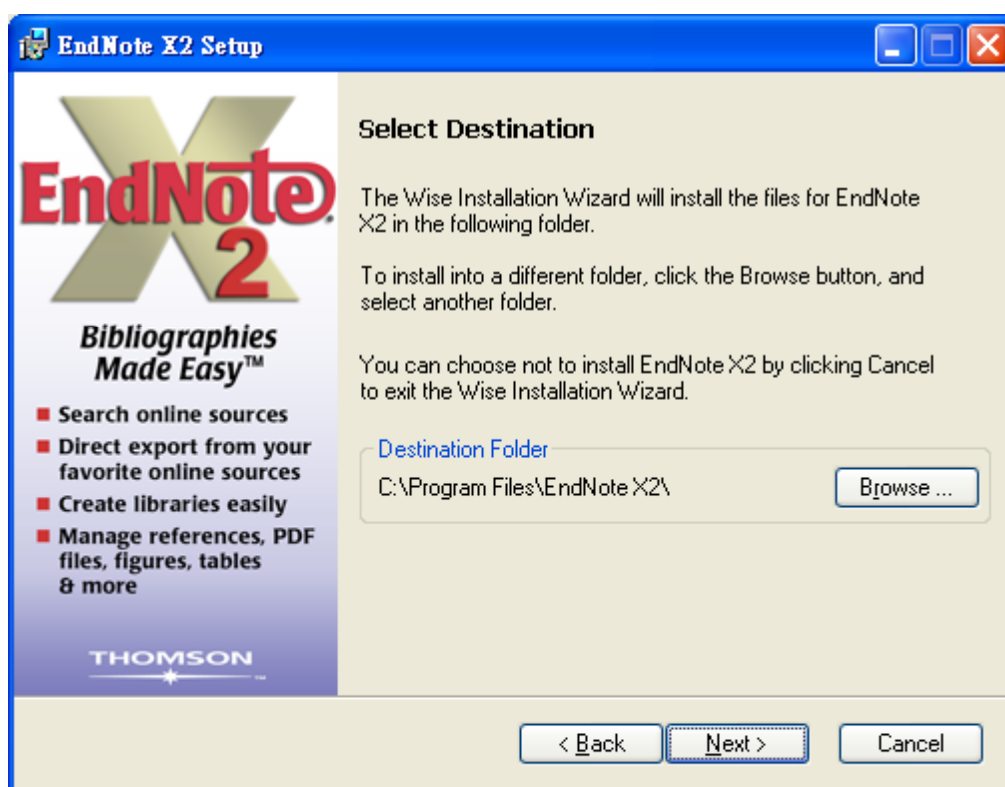 EndNote X2 Setup
EndNote
X
2
Bibliographies
Made Easy™
Search online sources
Direct export from your
favorite online sources
Create libraries easily
Manage references, PDF
files, figures, tables
& more
THOMSON
™
Select Destination
The Wise Installation Wizard will install the files for EndNote
X2 in the following folder.
To install into a different folder, click the Browse button, and
select another folder.
You can choose not to install EndNote X2 by clicking Cancel
to exit the Wise Installation Wizard.
Destination Folder
C:\Program Files\EndNote X2\
Browse ...
< Back
Next >
Cancel